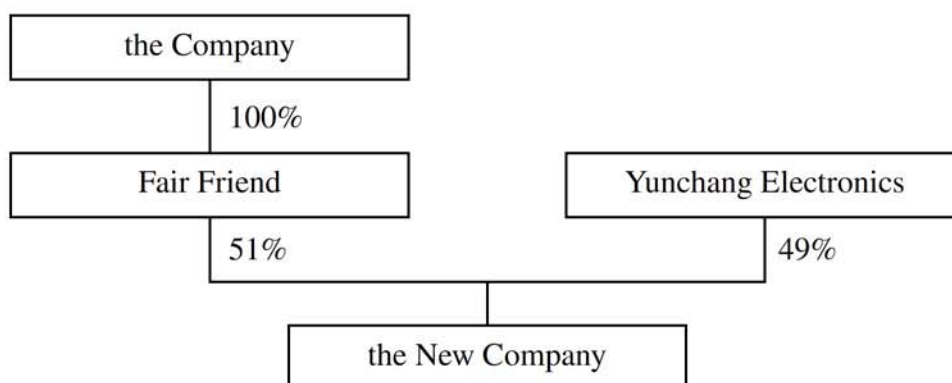 the Company
100%
Fair Friend
Yunchang Electronics
51%
49%
the New Company